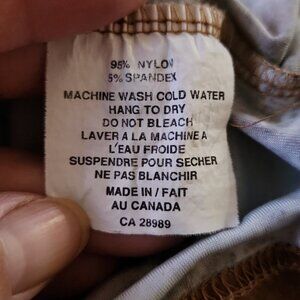 95% NYLON
5% SPANDEX
MACHINE WASH COLD WATER
HANG TO DRY
DO NOT BLEACH
LAVER A LA MACHINE A
L'EAU FROIDE
SUSPENDRE POUR SECHER
NE PAS BLANCHIR
MADE IN / FAIT
AU CANADA
CA 28989